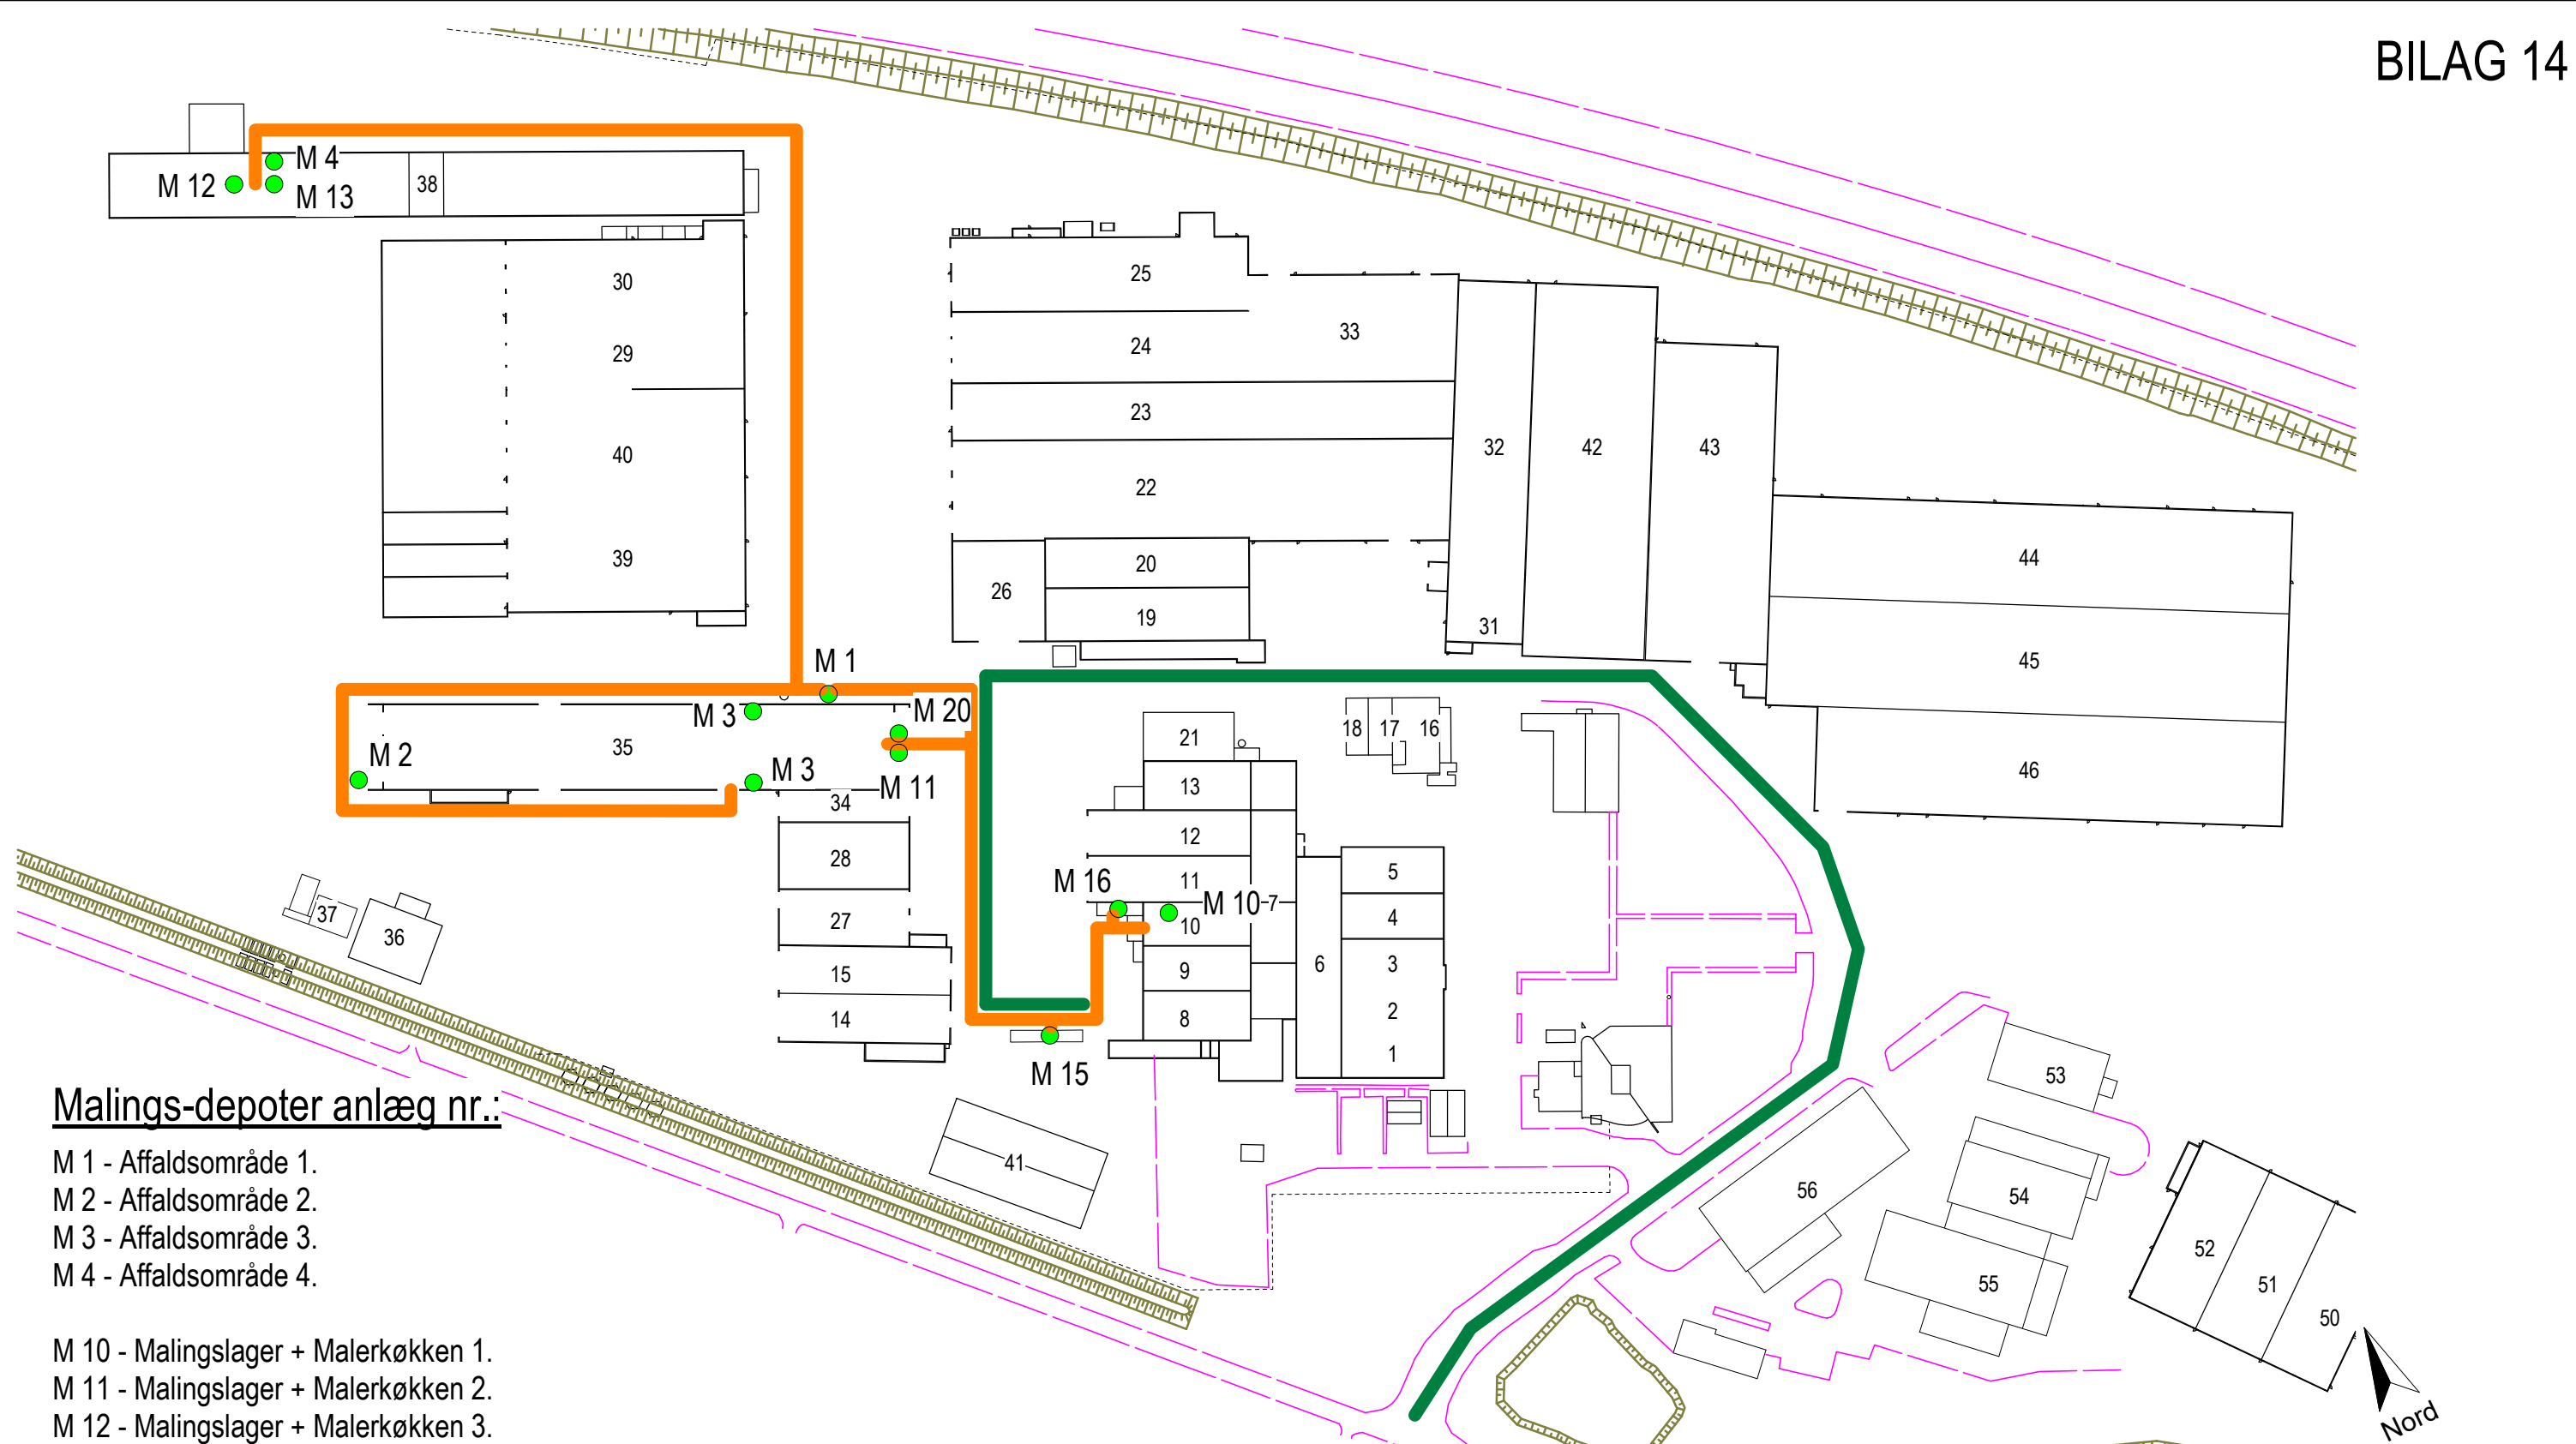 BILAG 14
M 4
M 12
M 13
38
30
25
29
24
33
23
40
32
42
43
22
39
20
26
19
31
44
45
46
M 1
M 3
M 20
35
M 2
M 3
M 11
34
21
18
17
16
13
12
28
5
11
M 16
M 10
7
10
4
27
37
36
6
3
9
15
2
8
14
1
M 15
41
53
56
54
55
52
51
50
Nord
Malings-depoter anlæg nr.:
M 1 - Affaldsområde 1.
M 2 - Affaldsområde 2.
M 3 - Affaldsområde 3.
M 4 - Affaldsområde 4.
M 10 - Malingslager + Malerkøkken 1.
M 11 - Malingslager + Malerkøkken 2.
M 12 - Malingslager + Malerkøkken 3.